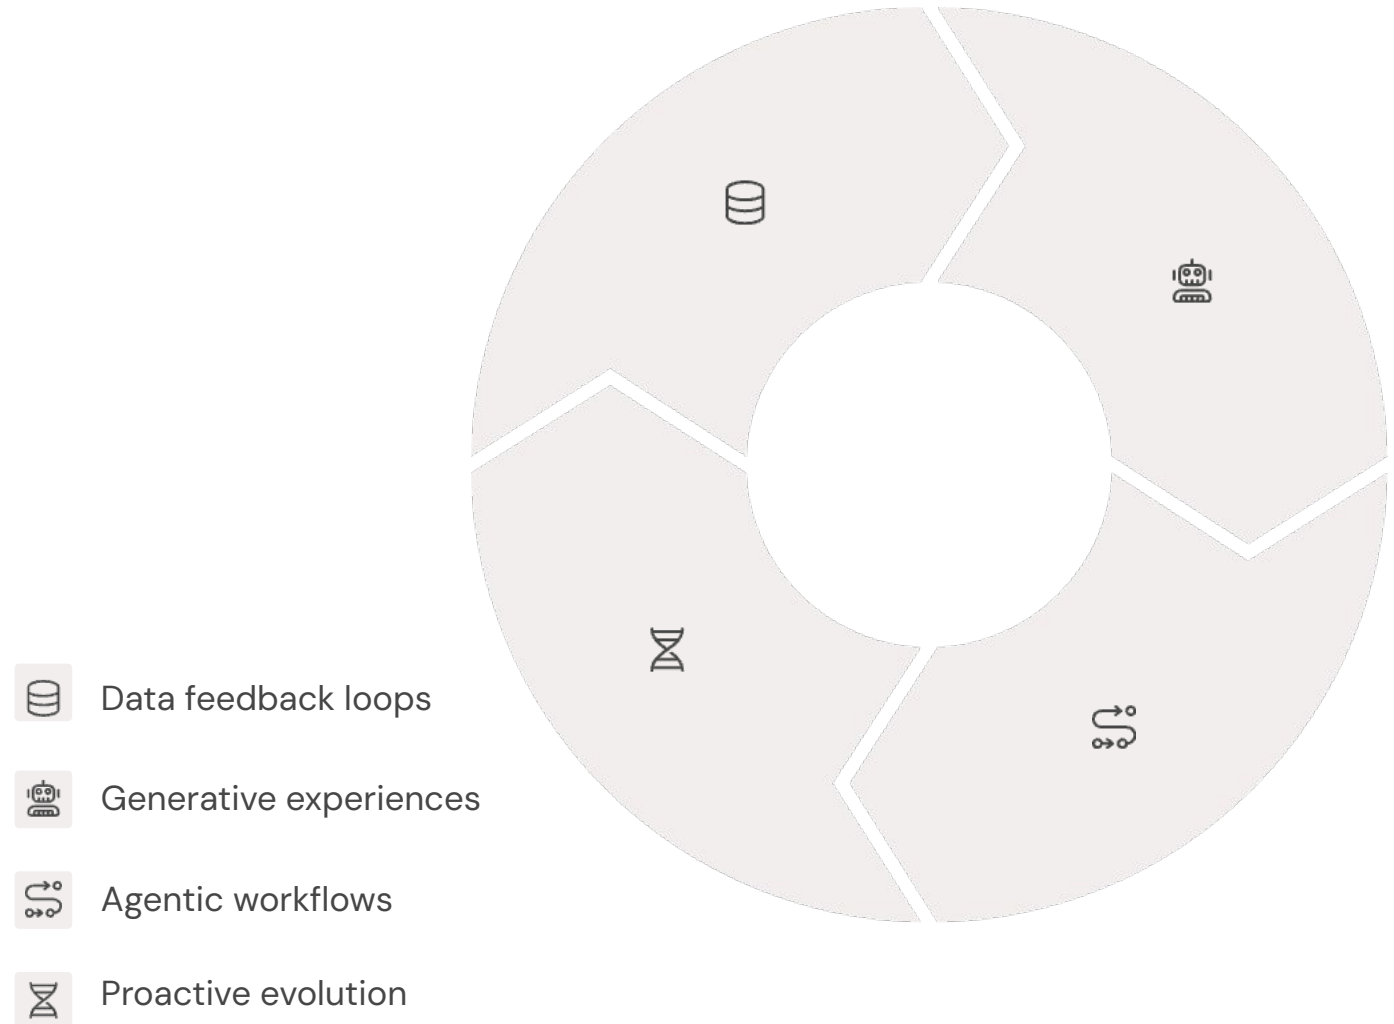 Data feedback loops
Generative experiences
Agentic workflows
Proactive evolution